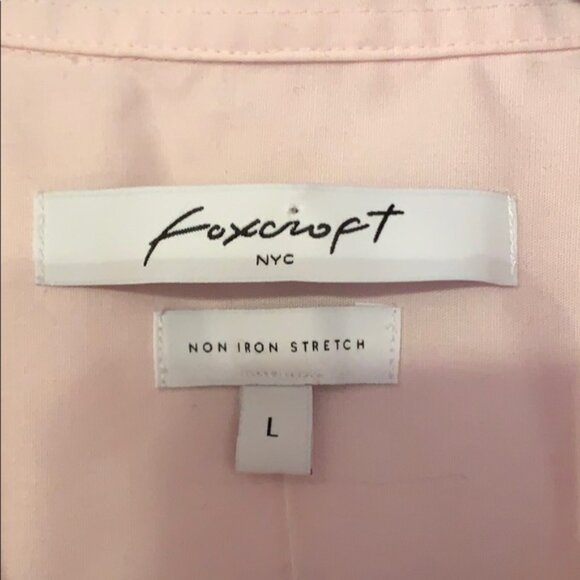 Foxcroft
NYC
NON IRON STRETCH
L